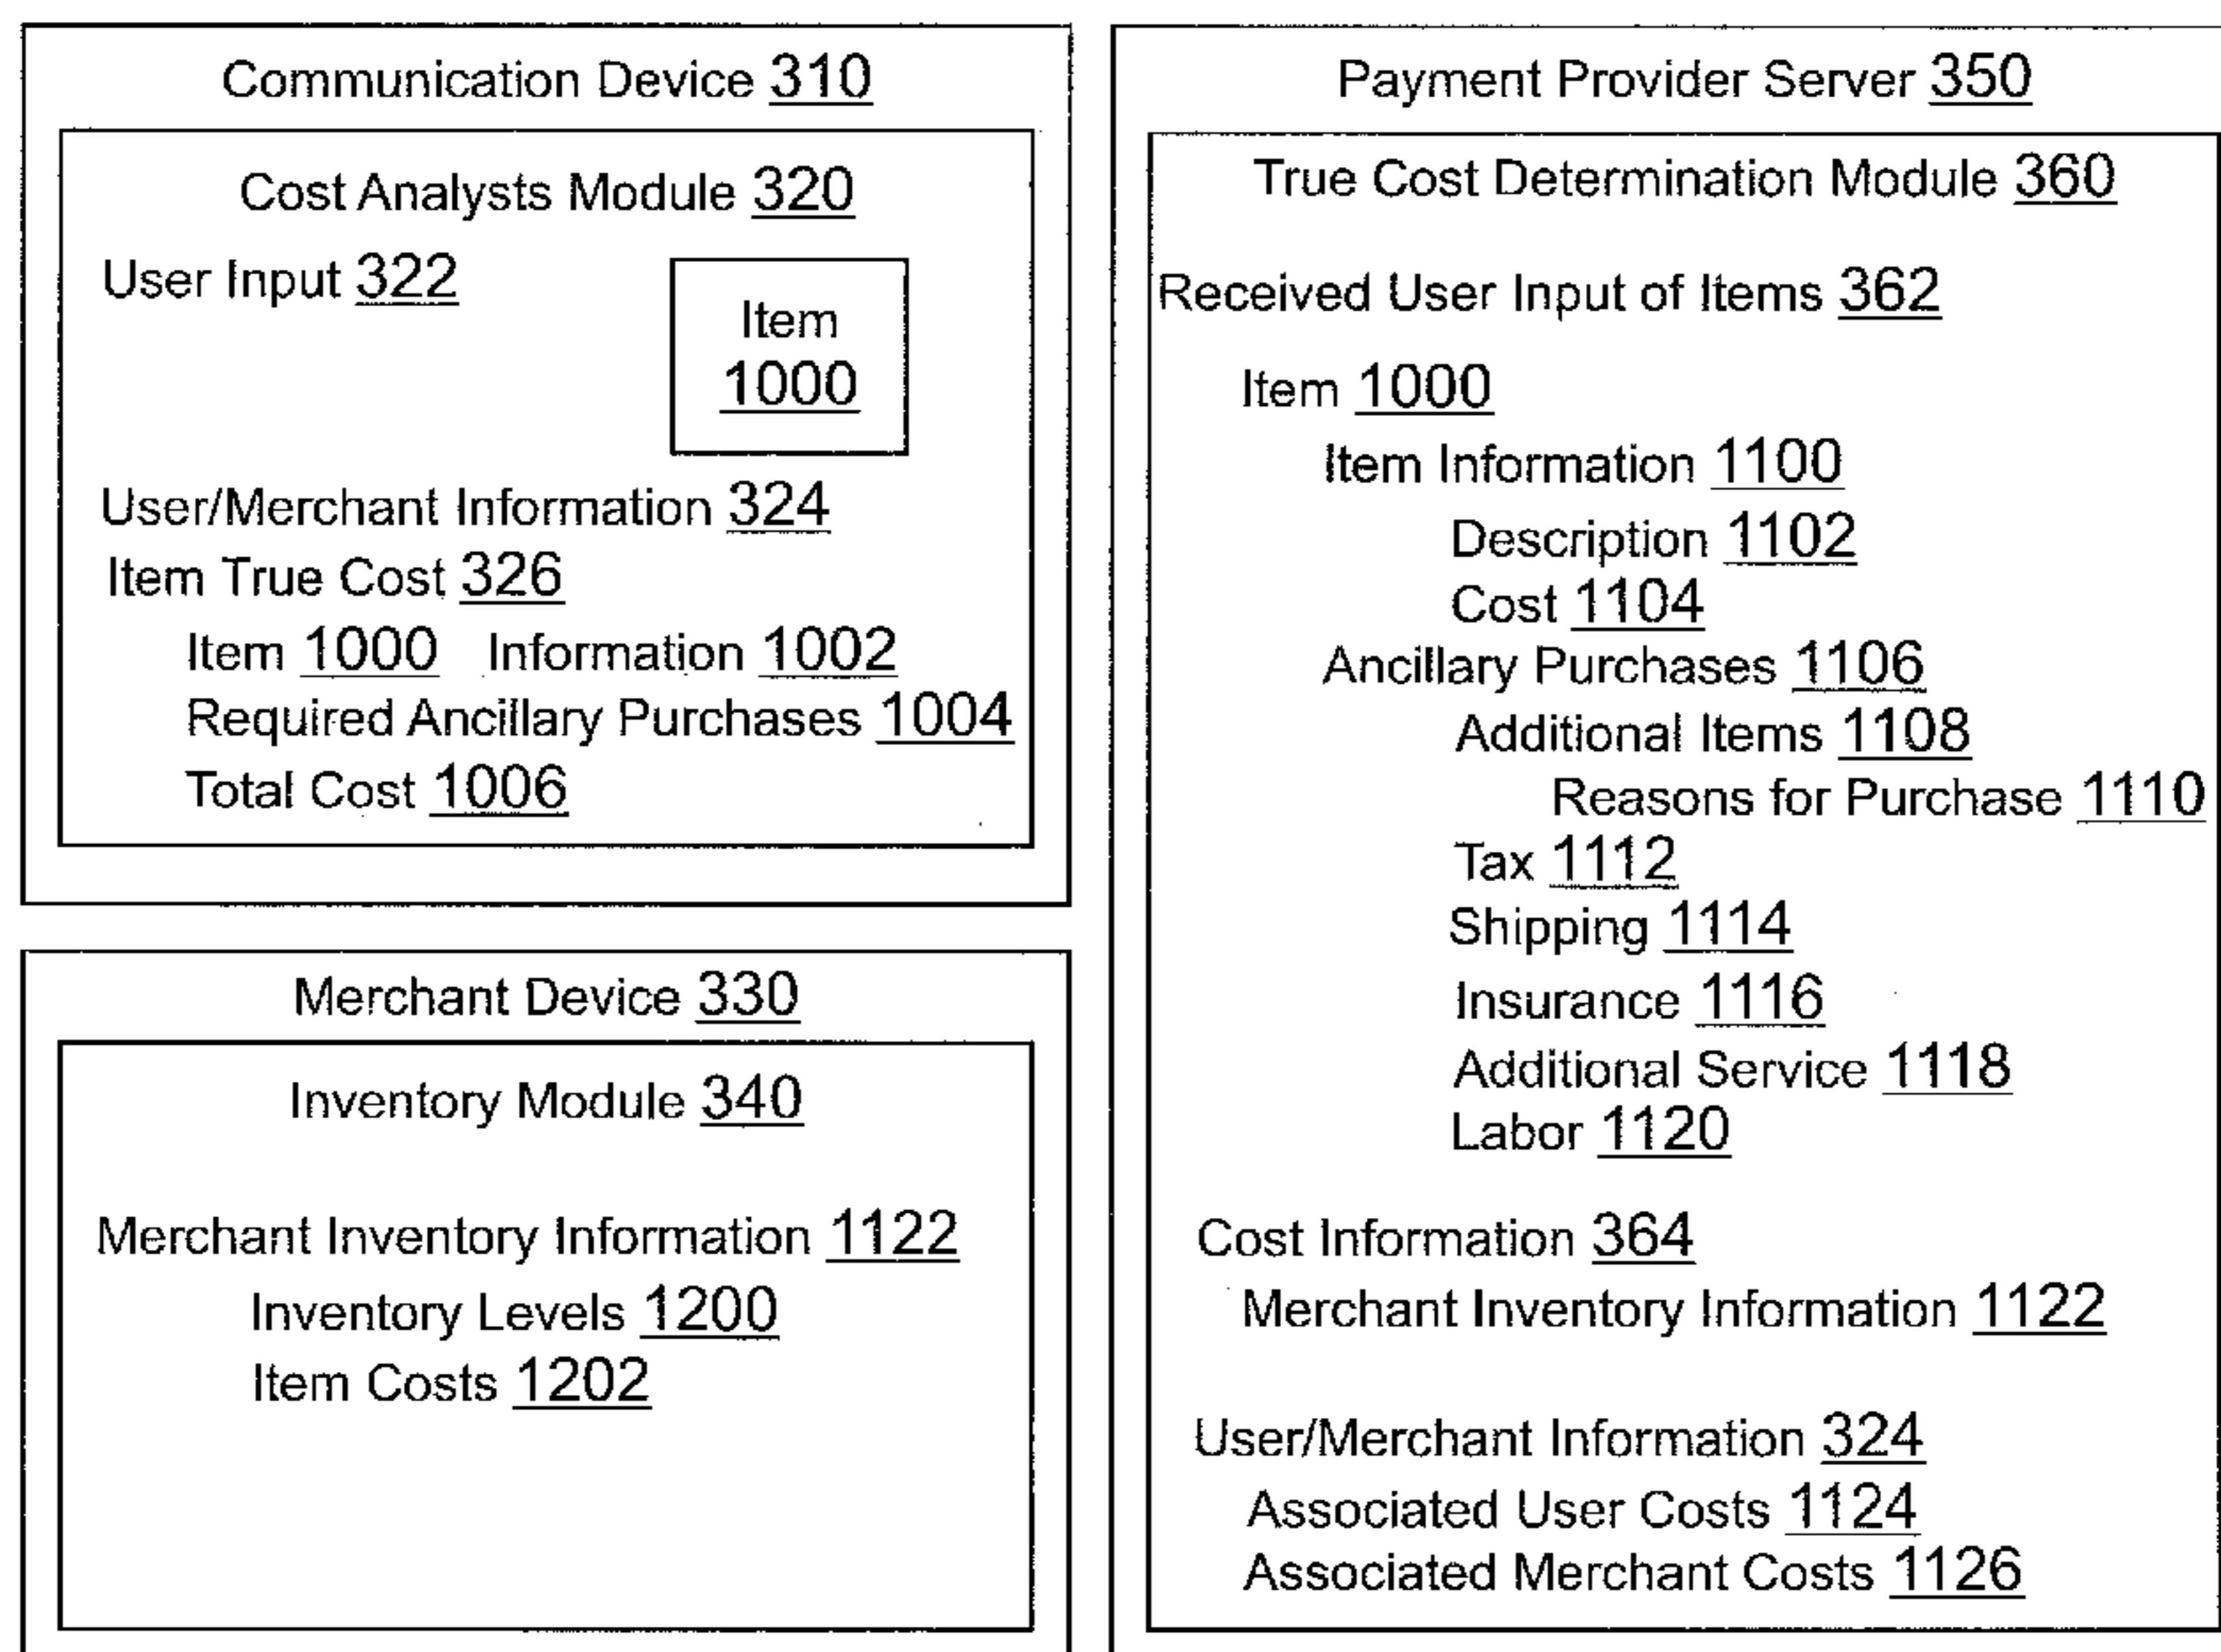 Communication Device 310
Cost Analysts Module 320
User Input 322
Item
1000
User/Merchant Information 324
Item True Cost 326
Item 1000 Information 1002
Required Ancillary Purchases 1004
Total Cost 1006
Merchant Device 330
Inventory Module 340
Merchant Inventory Information 1122
Inventory Levels 1200
Item Costs 1202
Payment Provider Server 350
True Cost Determination Module 360
Received User Input of Items 362
Item 1000
Item Information 1100
Description 1102
Cost 1104
Ancillary Purchases 1106
Additional Items 1108
Reasons for Purchase 1110
Tax 1112
Shipping 1114
Insurance 1116
Additional Service 1118
Labor 1120
Cost Information 364
Merchant Inventory Information 1122
User/Merchant Information 324
Associated User Costs 1124
Associated Merchant Costs 1126